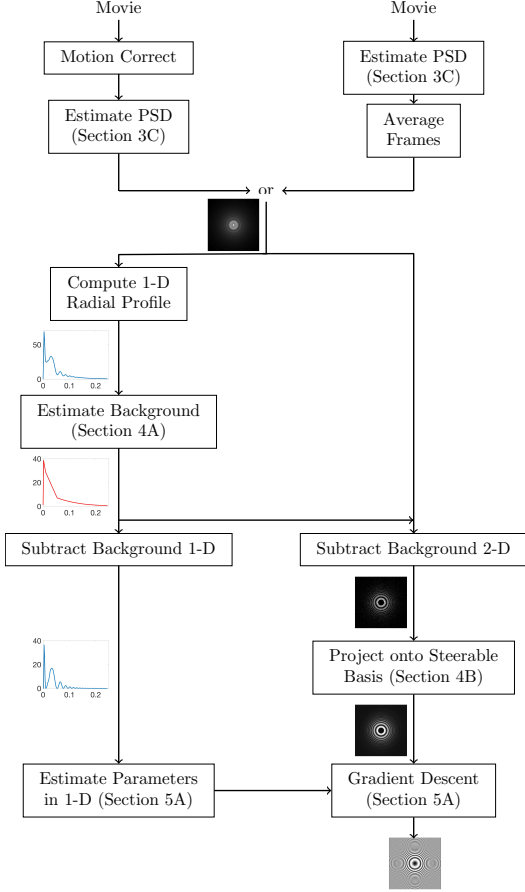 Movie
Movie
Motion Correct
Estimate PSD
(Section 3C)
Estimate PSD
(Section 3C)
Average
Frames
or
Compute 1-D
Radial Profile
50
0
0
0.1
0.2
Estimate Background
(Section 4A)
40
20
0
0
0.1
0.2
Subtract Background 1-D
Subtract Background 2-D
40
20
0
0
0.1
0.2
Project onto Steerable
Basis (Section 4B)
Estimate Parameters
in 1-D (Section 5A)
Gradient Descent
(Section 5A)